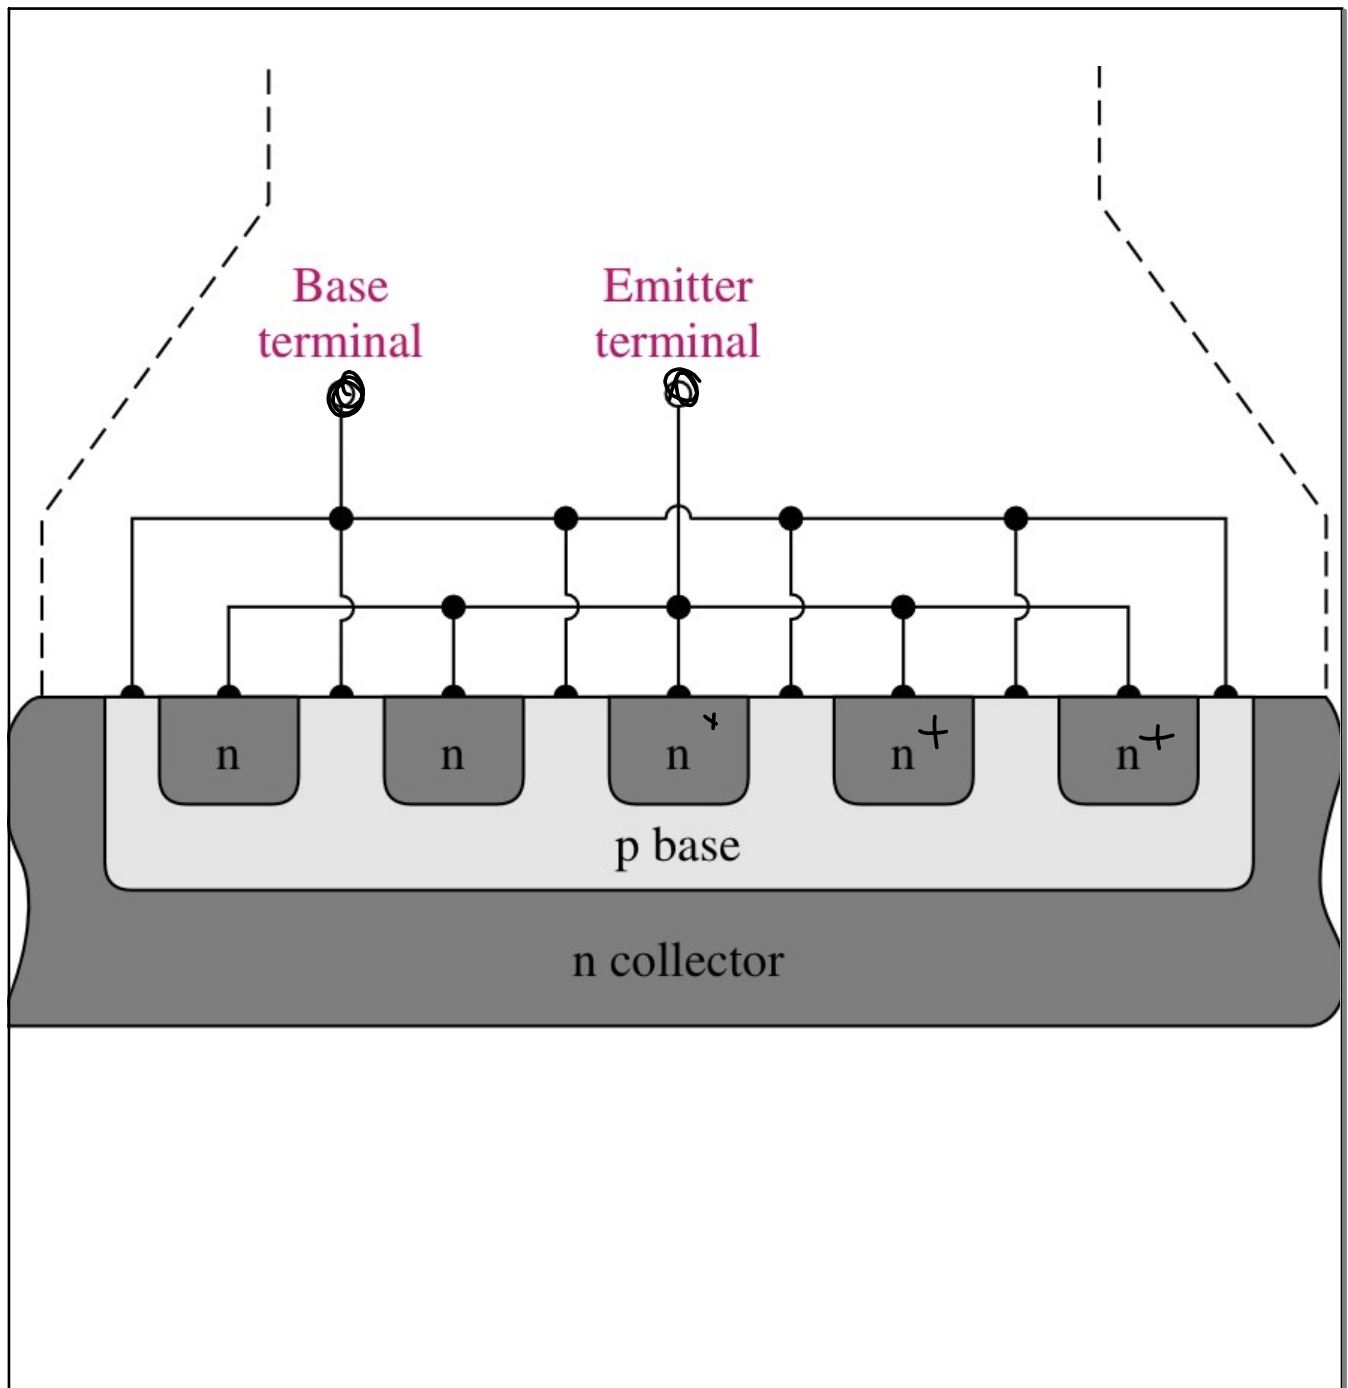 Base
terminal
Emitter
terminal
n n n+ n+ n+
p base
n collector